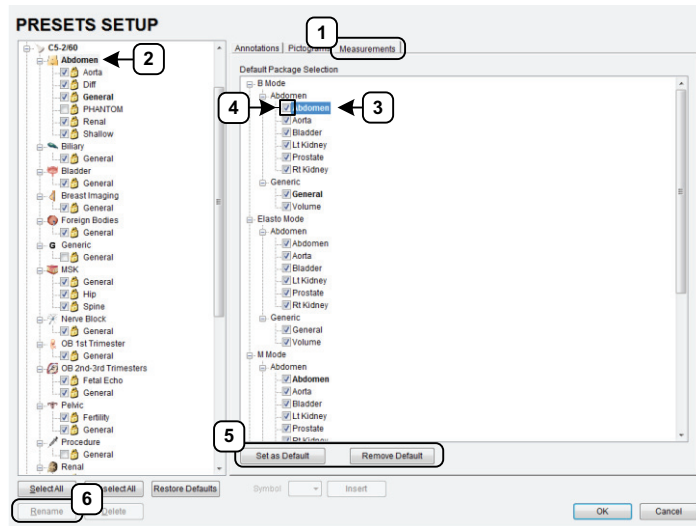 PRESETS SETUP
C5-2/60
Abdomen
Aorta
Diff
General
PHANTOM
Renal
Shallow
Biliary
General
Bladder
General
Breast Imaging
General
Foreign Bodies
General
G Generic
General
MSK
General
Hip
Spine
Nerve Block
General
OB 1st Trimester
General
OB 2nd-3rd Trimesters
Fetal Echo
General
Pelvic
Fertility
General
Procedure
General
Renal
1
2
Annotations
Measurements
Default Package Selection
B Mode
Abdomen
4
Abdomen
3
Aorta
Bladder
Lt Kidney
Prostate
Rt Kidney
Generic
General
Volume
Elasto Mode
Abdomen
Abdomen
Aorta
Bladder
Lt Kidney
Prostate
Rt Kidney
Generic
General
Volume
M Mode
Abdomen
Abdomen
Aorta
Bladder
Lt Kidney
Prostate
Rt Kidney
5
Set as Default Remove Default
Select All Restore Defaults Symbol Insert
6
Rename Delete OK Cancel